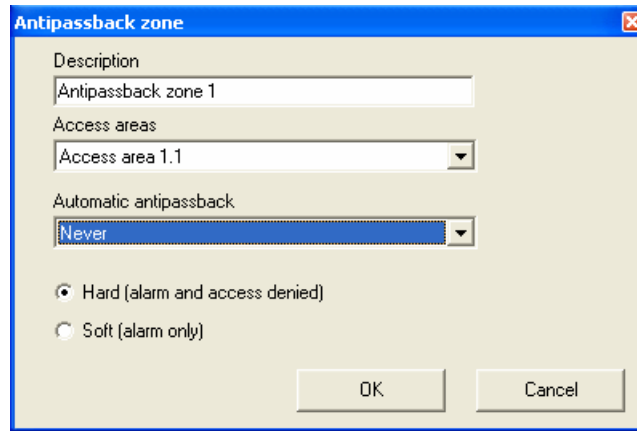 Antipassback zone
Description
Antipassback zone 1
Access areas
Access area 1.1
Automatic antipassback
Never
Hard (alarm and access denied)
Soft (alarm only)
OK Cancel